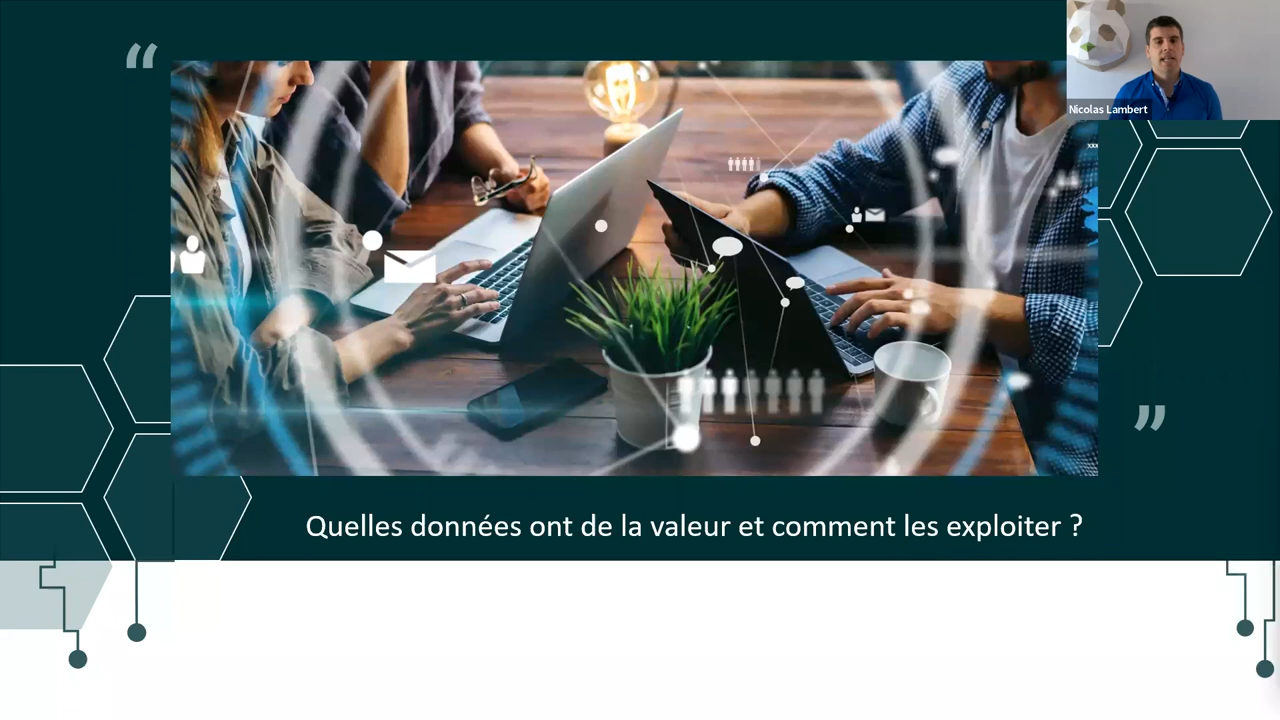 “
Nicolas Lambert
”
Quelles données ont de la valeur et comment les exploiter ?